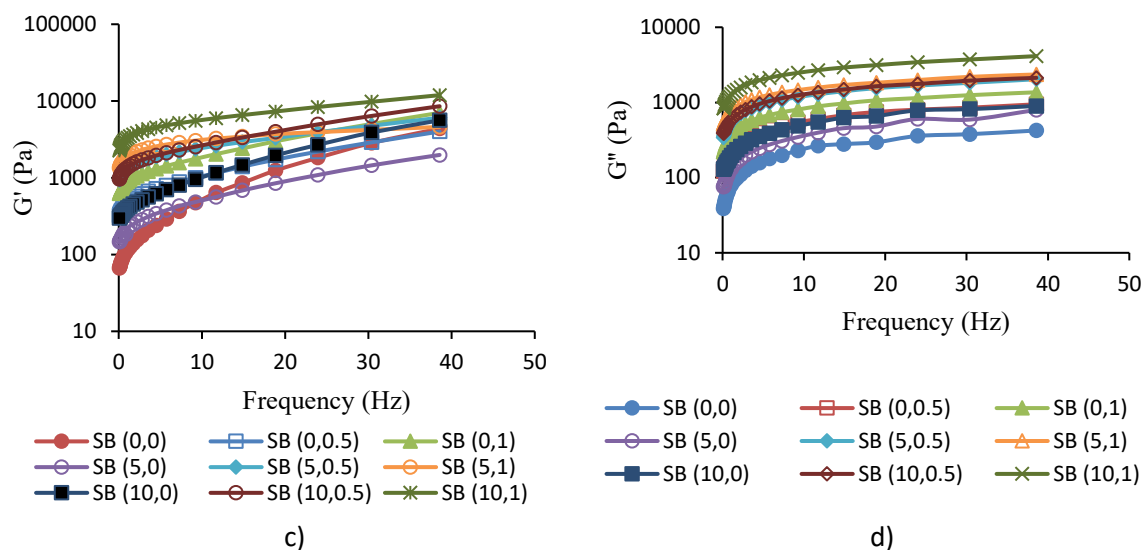 100000
10000
1000
100
10
G' (Pa)
0 10 20 30 40 50
Frequency (Hz)
SB (0,0) SB (0,0.5) SB (0,1)
SB (5,0) SB (5,0.5) SB (5,1)
SB (10,0) SB (10,0.5) SB (10,1)
c)
10000
1000
100
10
G'' (Pa)
0 10 20 30 40 50
Frequency (Hz)
SB (0,0) SB (0,0.5) SB (0,1)
SB (5,0) SB (5,0.5) SB (5,1)
SB (10,0) SB (10,0.5) SB (10,1)
d)